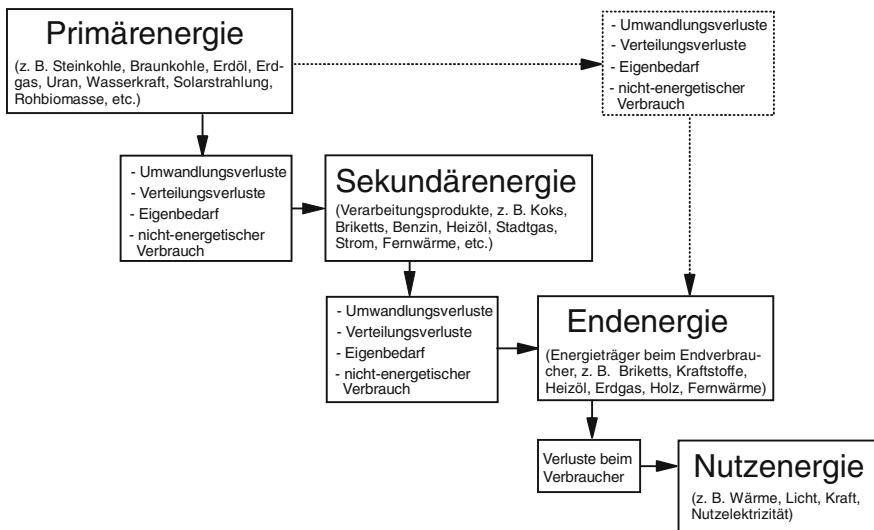 Primärenergie
(z. B. Steinkohle, Braunkohle, Erdöl, Erd-
gas, Uran, Wasserkraft, Solarstrahlung,
Rohbiomasse, etc.)
- Umwandlungsverluste
- Verteilungsverluste
- Eigenbedarf
- nicht-energetischer
Verbrauch
- Umwandlungsverluste
- Verteilungsverluste
- Eigenbedarf
- nicht-energetischer
Verbrauch
Sekundärenergie
(Verarbeitungsprodukte, z. B. Koks,
Briketts, Benzin, Heizöl, Stadtgas,
Strom, Fernwärme, etc.)
- Umwandlungsverluste
- Verteilungsverluste
- Eigenbedarf
- nicht-energetischer
Verbrauch
Endenergie
(Energieträger beim Endverbrau-
cher, z. B. Briketts, Kraftstoffe,
Heizöl, Erdgas, Holz, Fernwärme)
Verluste beim
Verbraucher
Nutzenergie
(z. B. Wärme, Licht, Kraft,
Nutzelektrizität)